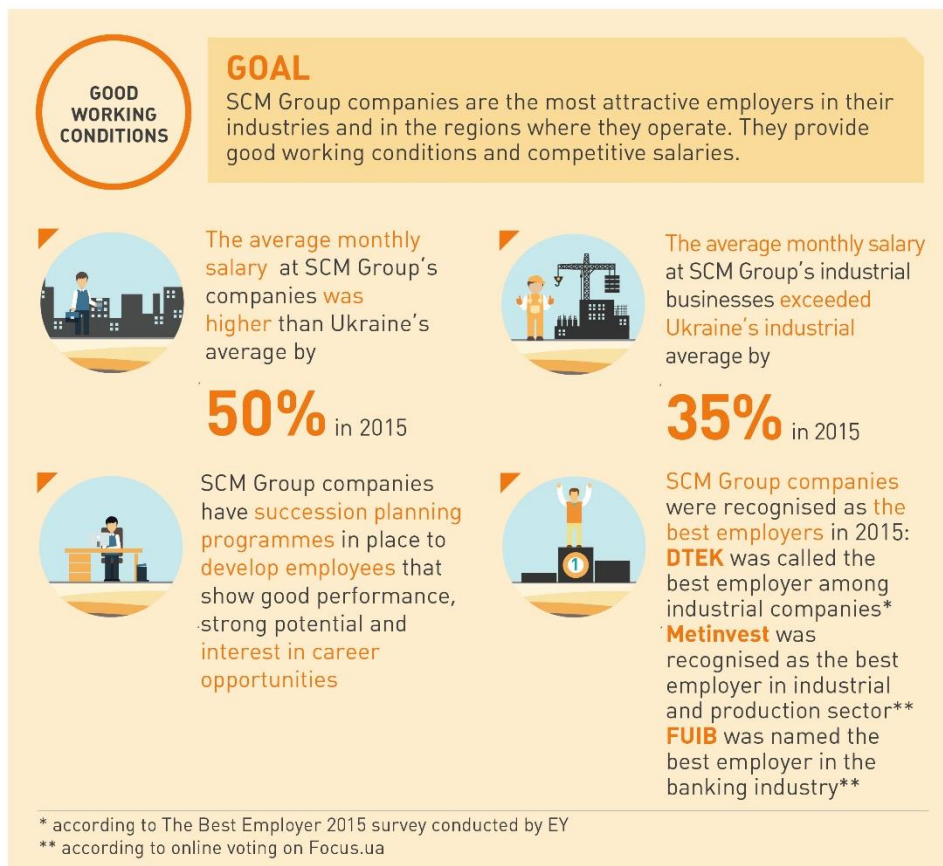 GOOD
WORKING
CONDITIONS
GOAL
SCM Group companies are the most attractive employers in their
industries and in the regions where they operate. They provide
good working conditions and competitive salaries.
The average monthly
salary at SCM Group's
companies was
higher than Ukraine's
average by
50% in 2015
The average monthly salary
at SCM Group's industrial
businesses exceeded
Ukraine's industrial
average by
35% in 2015
SCM Group companies
have succession planning
programmes in place to
develop employees that
show good performance,
strong potential and
interest in career
opportunities
1
SCM Group companies
were recognised as the
best employers in 2015:
DTEK was called the
best employer among
industrial companies*
Metinvest was
recognised as the best
employer in industrial
and production sector**
FUIB was named the
best employer in the
banking industry**
* according to The Best Employer 2015 survey conducted by EY
** according to online voting on Focus.ua